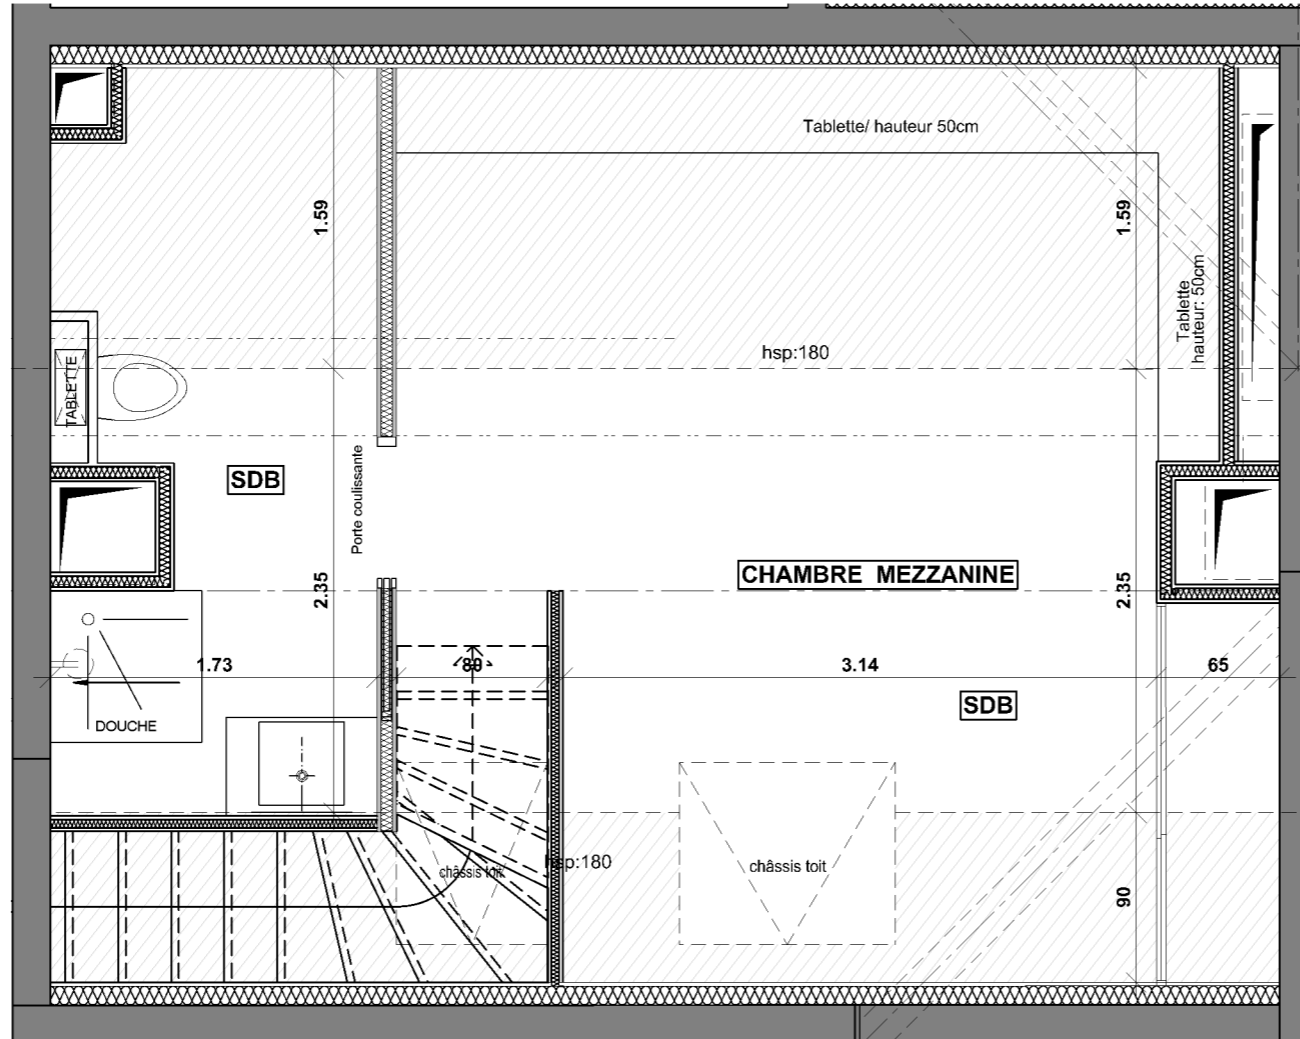 Tablette/ hauteur 50cm
1.59
1.59
Tablette
hauteur: 50cm
hsp:180
TABLETTE
SDB
Porte coulissante
CHAMBRE MEZZANINE
2.35
2.35
1.73
80
3.14
65
SDB
DOUCHE
hsp:180
châssis toit
châssis toit
90